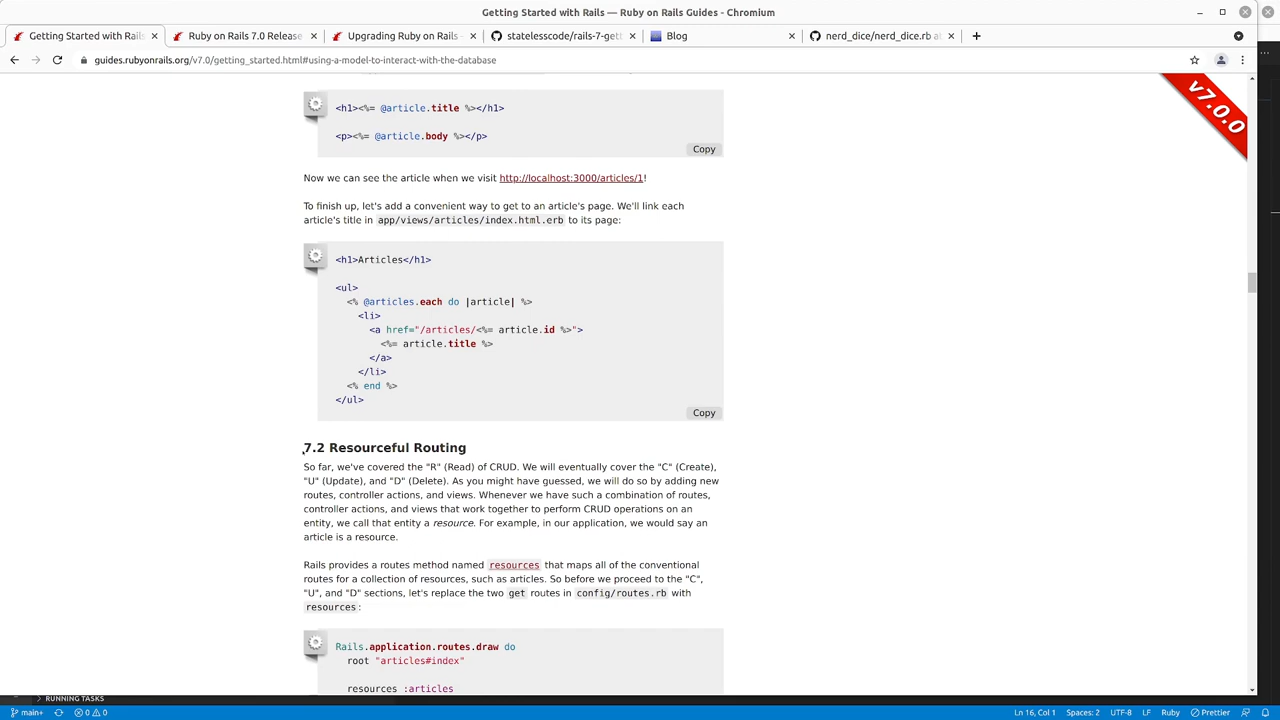 Getting Started with Rails — Ruby on Rails Guides - Chromium
Getting Started with Rails
Ruby on Rails 7.0 Release
Upgrading Ruby on Rails –
statelesscode/rails-7-gett
Blog
nerd_dice/nerd_dice.rb at
guides.rubyonrails.org/v7.0/getting_started.html#using-a-model-to-interact-with-the-database
v7.0.0
<h1><%= @article.title %></h1>
<p><%= @article.body %></p>
Copy
Now we can see the article when we visit http://localhost:3000/articles/1!
To finish up, let's add a convenient way to get to an article's page. We'll link each
article's title in app/views/articles/index.html.erb to its page:
<h1>Articles</h1>
<ul>
<% @articles.each do |article| %>
<li>
<a href="/articles/<%= article.id %>">
<%= article.title %>
</a>
</li>
<% end %>
</ul>
Copy
7.2 Resourceful Routing
So far, we've covered the "R" (Read) of CRUD. We will eventually cover the "C" (Create),
"U" (Update), and "D" (Delete). As you might have guessed, we will do so by adding new
routes, controller actions, and views. Whenever we have such a combination of routes,
controller actions, and views that work together to perform CRUD operations on an
entity, we call that entity a resource. For example, in our application, we would say an
article is a resource.
Rails provides a routes method named resources that maps all of the conventional
routes for a collection of resources, such as articles. So before we proceed to the "C",
"U", and "D" sections, let's replace the two get routes in config/routes.rb with
resources:
Rails.application.routes.draw do
root "articles#index"
resources :articles
RUNNING TASKS
main+ 0 0 Ln 16, Col 1 Spaces: 2 UTF-8 LF Ruby Prettier